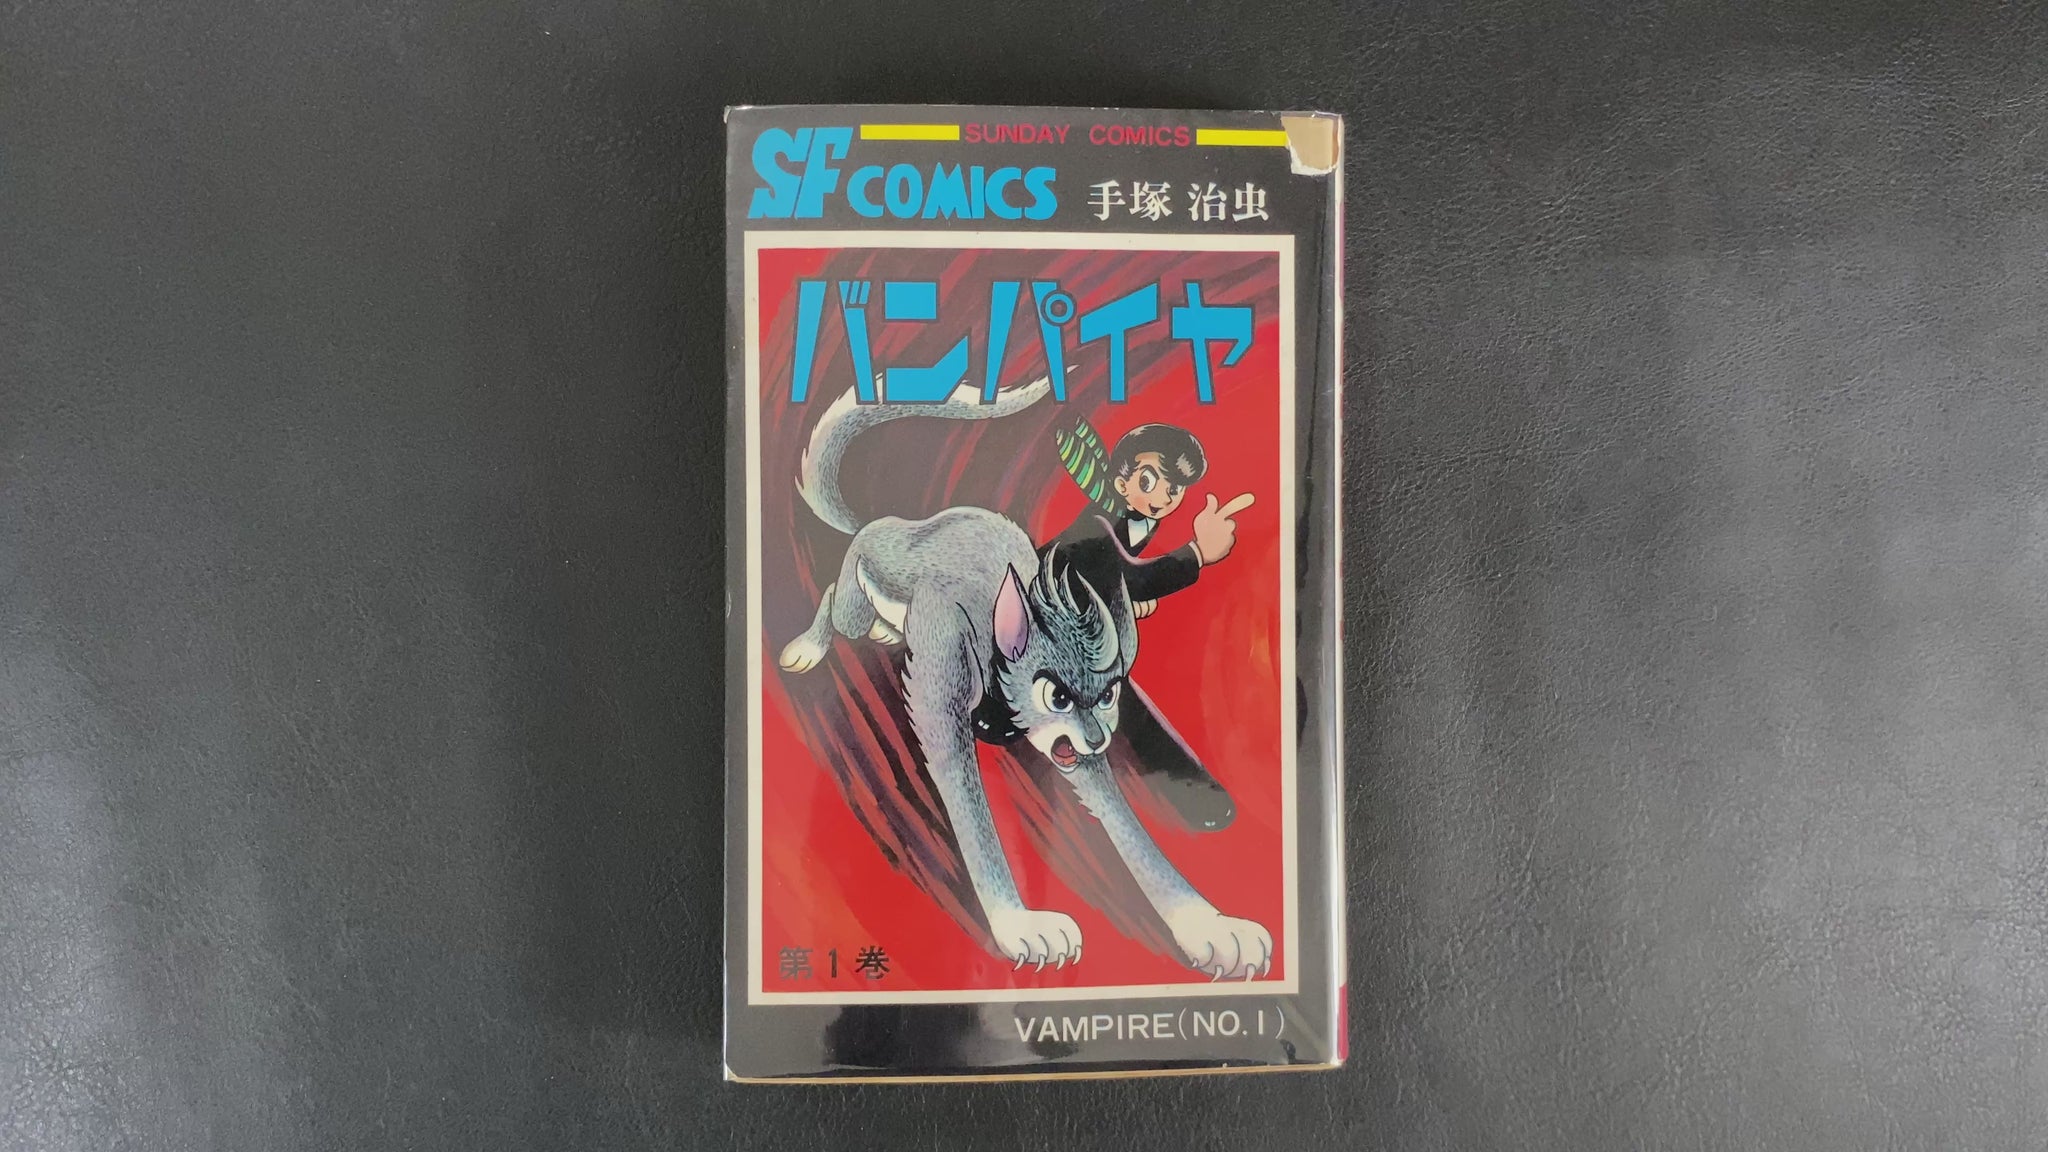 SUNDAY COMICS
SF COMICS
手塚 治虫
バンパイヤ
第1巻
VAMPIRE(NO.1)